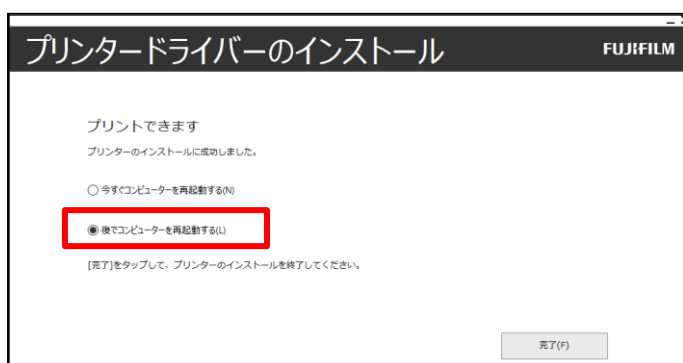 プリンタードライバーのインストール
FUJIFILM
プリントできます
プリンターのインストールに成功しました。
今すぐコンピューターを再起動する(N)
後でコンピューターを再起動する(L)
[完了]をタップして、プリンターのインストールを終了してください。
完了(F)